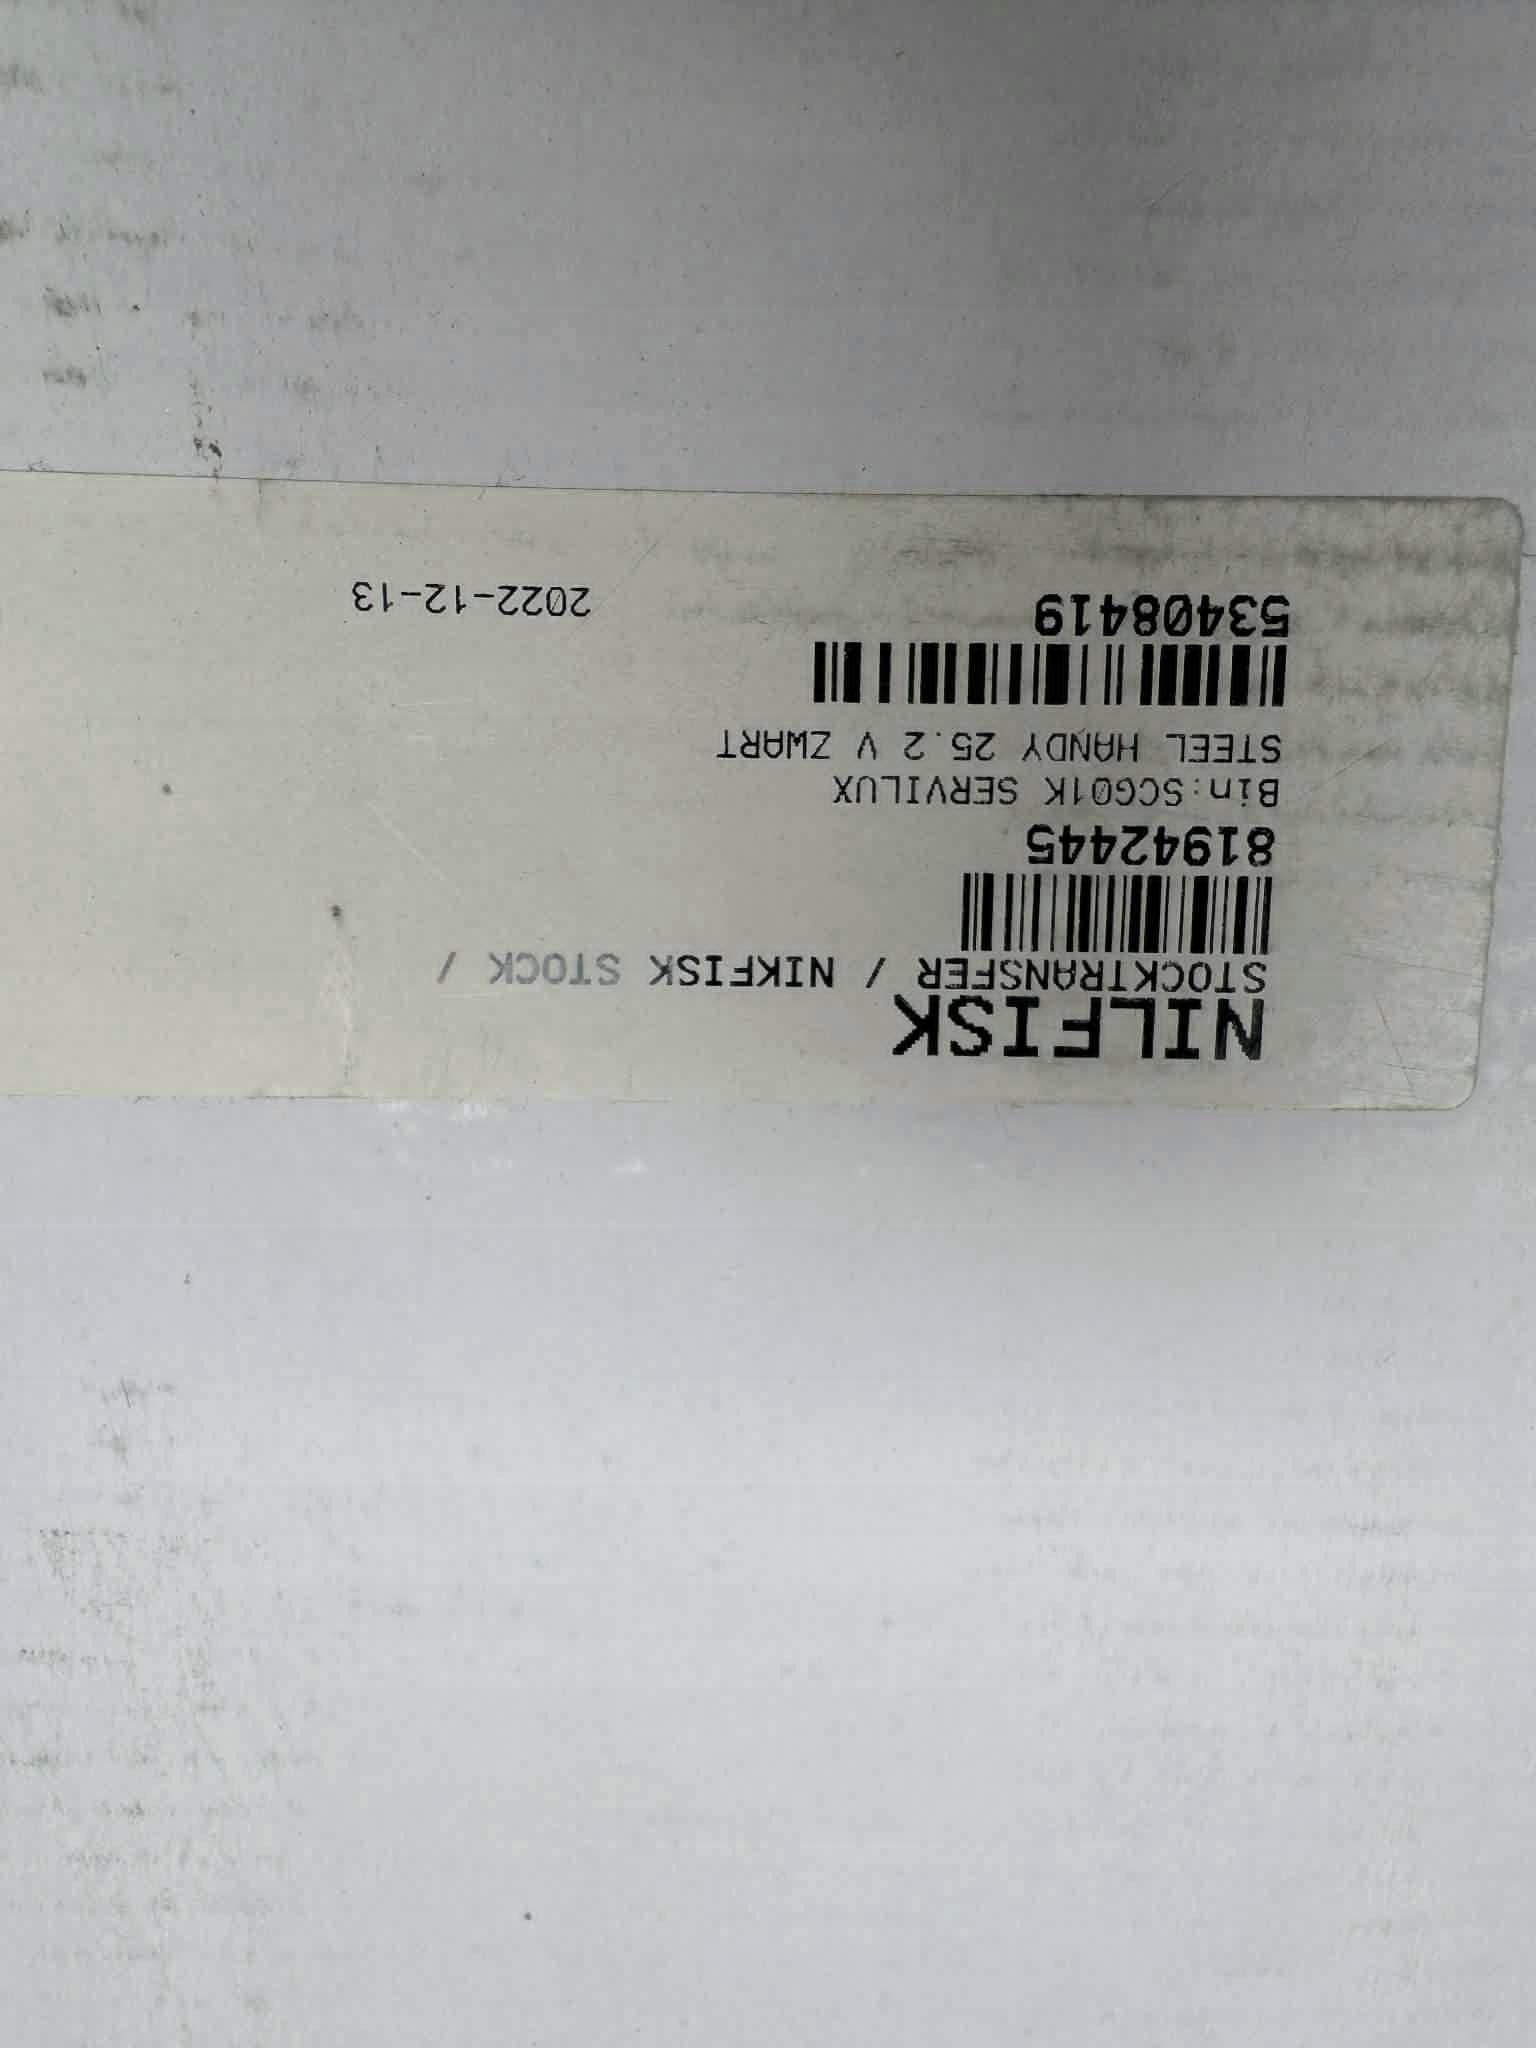 NILFISK
STOCKTRANSFER / NIKFISK STOCK /
81942445
Bin:SCG01K SERVILUX
STEEL HANDY 25.2 V ZWART
53408419
2022-12-13